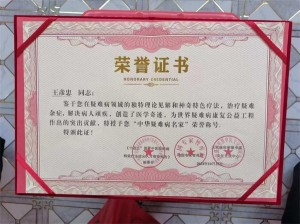 荣誉证书
HONORARY CREDENTIAL
王彦忠 同志:
鉴于您在疑难病领域的独特理论见解和神奇特色疗法，治疗疑难
杂症，解决病人顽疾，创造了医学奇迹，为世界疑难病康复公益工程
作出的突出贡献，特授予您“中华疑难病名家”荣誉称号。
特颁此证！